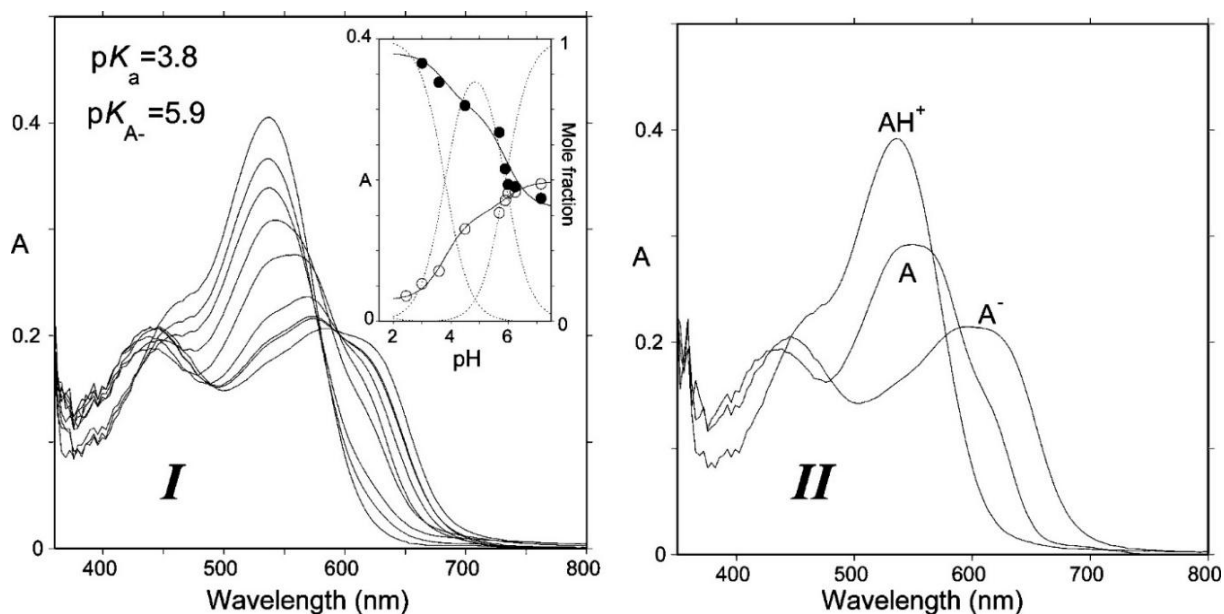 pKa=3.8
pKA-=5.9
0.4
0.2
0
A
400
500
600
700
800
Wavelength (nm)
I
0.4
A
0
1
Mole fraction
0
2
4
6
pH
0.4
0.2
0
A
AH+
A
A-
400
500
600
700
800
Wavelength (nm)
II